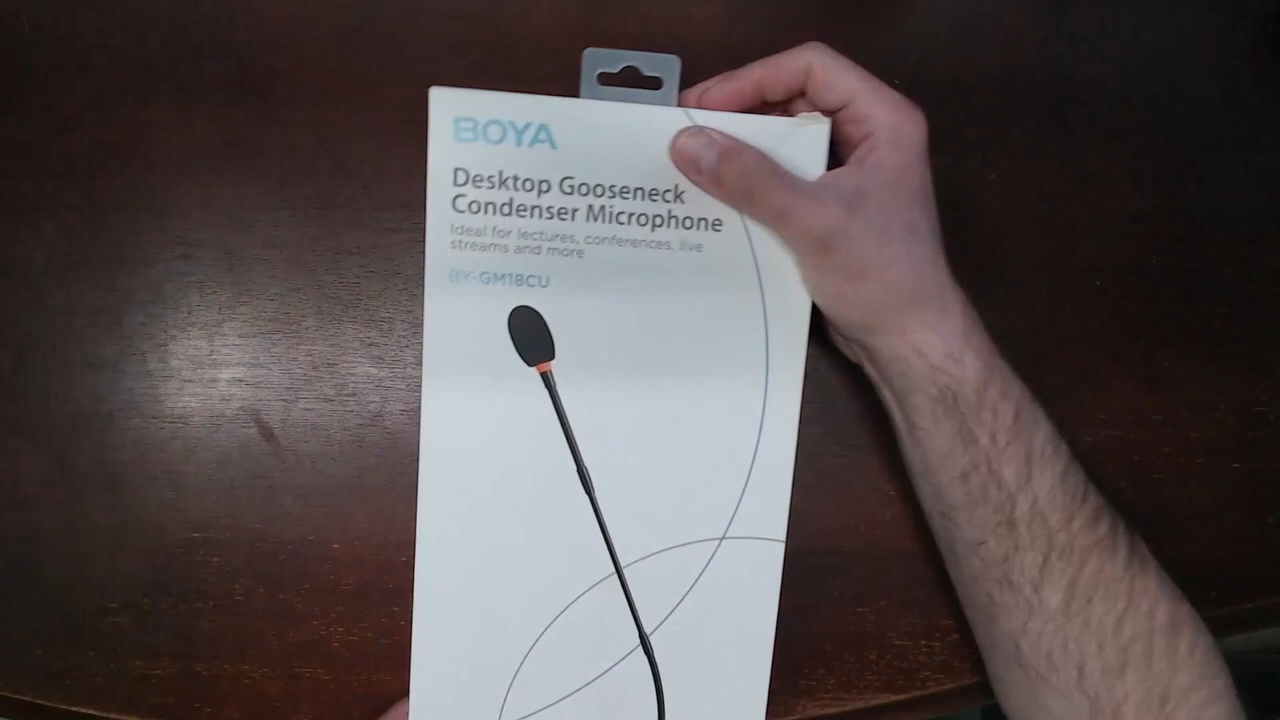 BOYA
Desktop Gooseneck
Condenser Microphone
Ideal for lectures, conferences, live
streams and more
BY-GM18CU